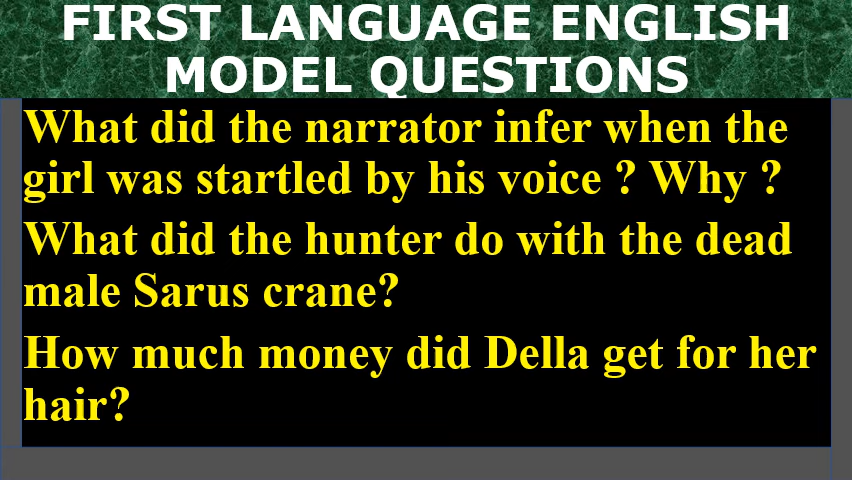 FIRST LANGUAGE ENGLISH
MODEL QUESTIONS
What did the narrator infer when the
girl was startled by his voice ? Why ?
What did the hunter do with the dead
male Sarus crane?
How much money did Della get for her
hair?